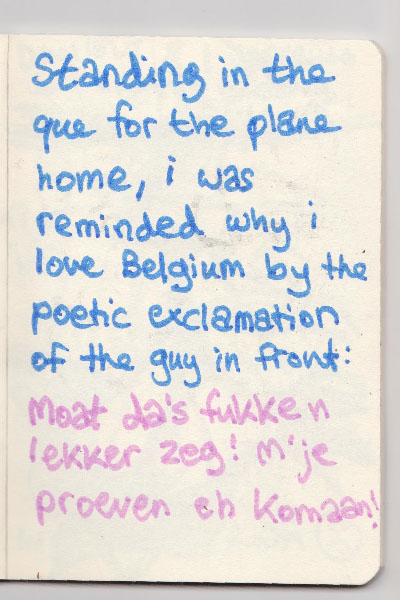 Standing in the
que for the plane
home, i was
reminded why i
love Belgium by the
poetic exclamation
of the guy in front:
Moat da's fukken
lekker zeg! M'je
proeven eh Komaan!